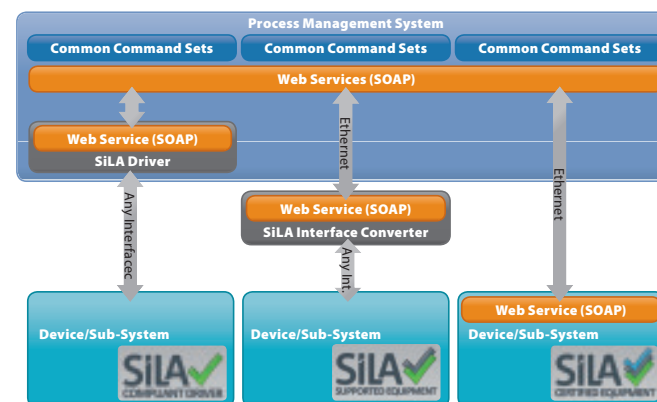 Process Management System
Common Command Sets
Common Command Sets
Common Command Sets
Web Services (SOAP)
Web Service (SOAP)
SiLA Driver
Ethernet
Ethernet
Any Interfacec
Web Service (SOAP)
SiLA Interface Converter
Any Int.
Web Service (SOAP)
Device/Sub-System
Device/Sub-System
Device/Sub-System
SiLA
COMPLIANT DRIVER
SiLA
SUPPORTED EQUIPMENT
SiLA
CERTIFIED EQUIPMENT